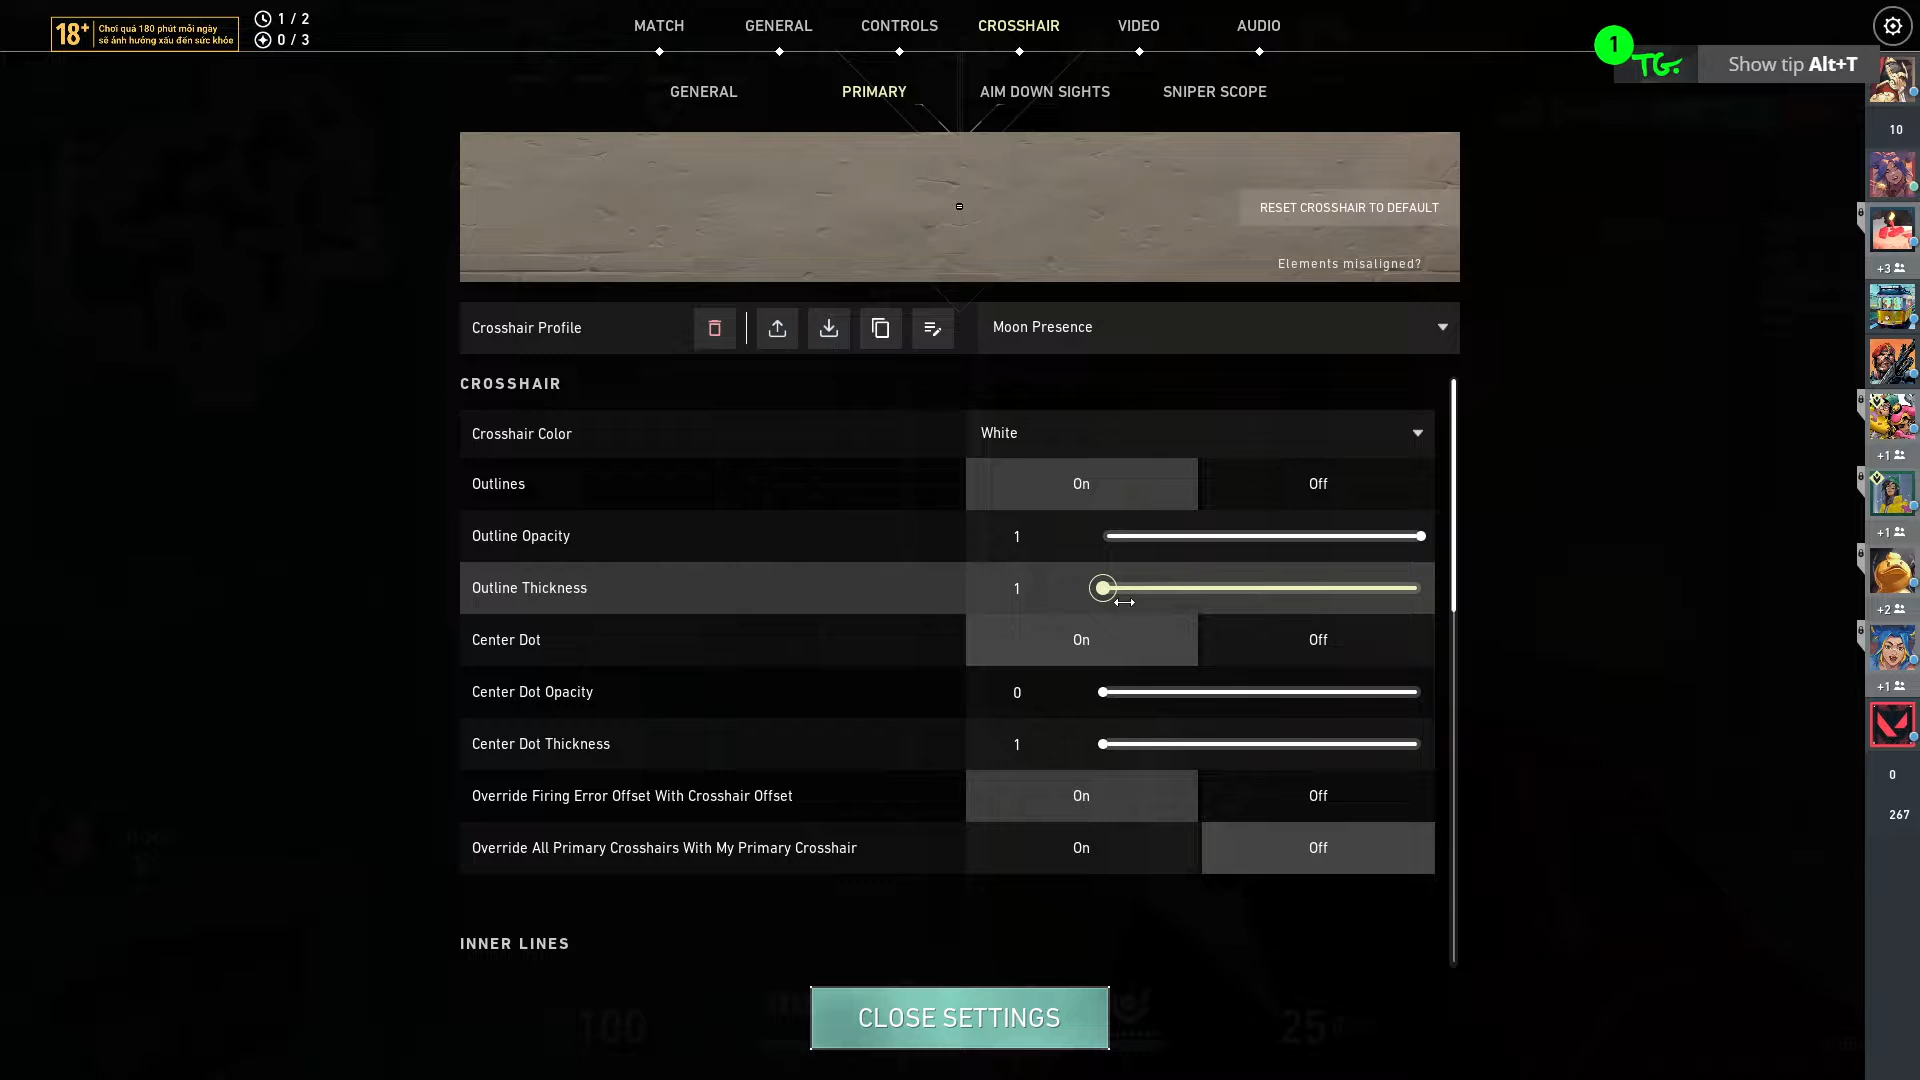 18+
Chơi quá 180 phút mỗi ngày
sẽ ảnh hưởng xấu đến sức khỏe
1 / 2
0 / 3
MATCH
GENERAL
CONTROLS
CROSSHAIR
VIDEO
AUDIO
1
TG.
Show tip Alt+T
GENERAL
PRIMARY
AIM DOWN SIGHTS
SNIPER SCOPE
RESET CROSSHAIR TO DEFAULT
Elements misaligned?
Crosshair Profile
Moon Presence
CROSSHAIR
Crosshair Color
White
Outlines
On
Off
Outline Opacity
1
Outline Thickness
1
Center Dot
On
Off
Center Dot Opacity
0
Center Dot Thickness
1
Override Firing Error Offset With Crosshair Offset
On
Off
Override All Primary Crosshairs With My Primary Crosshair
On
Off
INNER LINES
CLOSE SETTINGS
100
25
10
+3
+1
+1
+2
+1
0
267